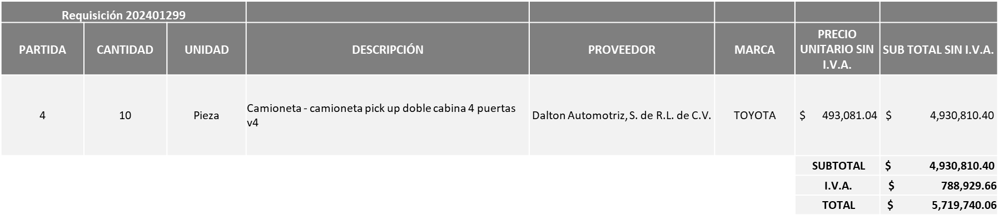 Requisición 202401299
PARTIDA CANTIDAD UNIDAD DESCRIPCIÓN PROVEEDOR MARCA PRECIO UNITARIO SIN I.V.A. SUB TOTAL SIN I.V.A.
4 10 Pieza Camioneta - camioneta pick up doble cabina 4 puertas v4 Dalton Automotriz, S. de R.L. de C.V. TOYOTA $ 493,081.04 $ 4,930,810.40
SUBTOTAL $ 4,930,810.40
I.V.A. $ 788,929.66
TOTAL $ 5,719,740.06